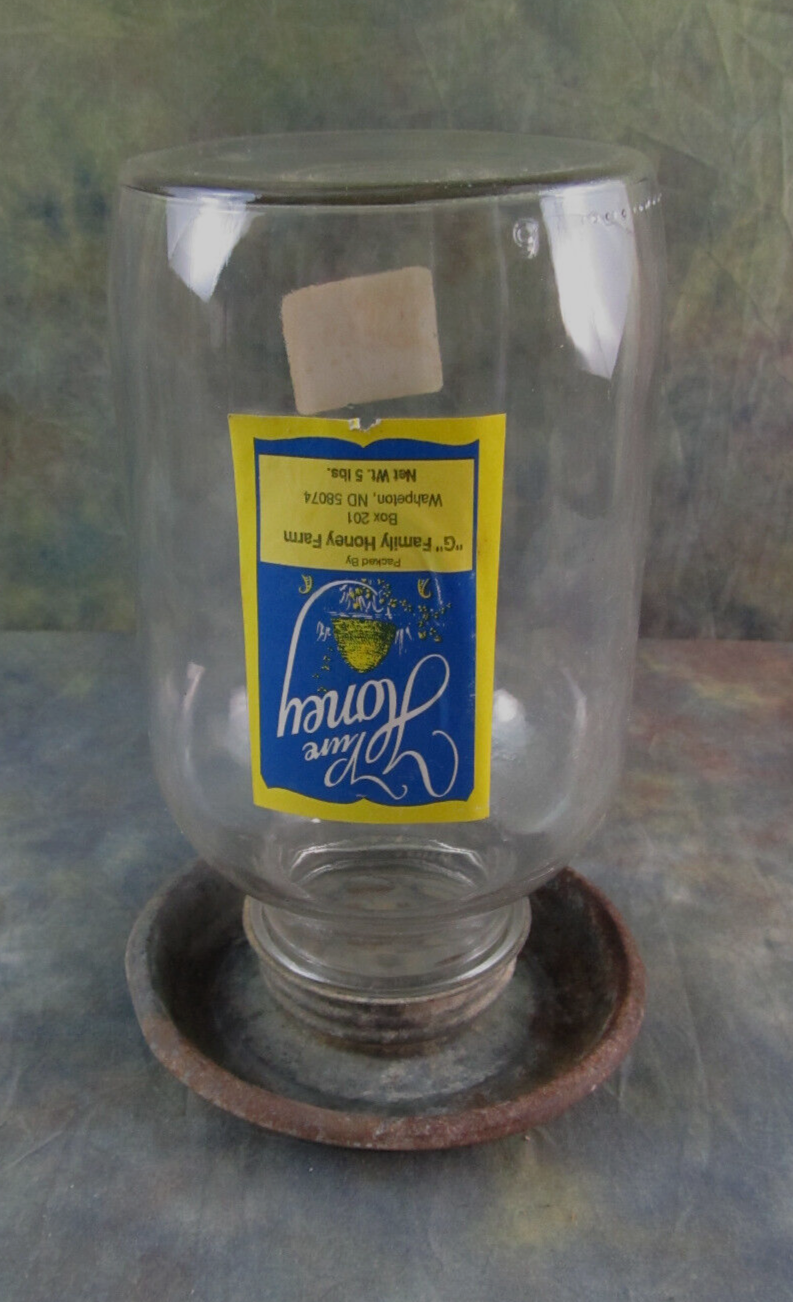 Pure
Honey
Packed By
"G" Family Honey Farm
Box 201
Wahpeton, ND 58074
Net Wt. 5 lbs.